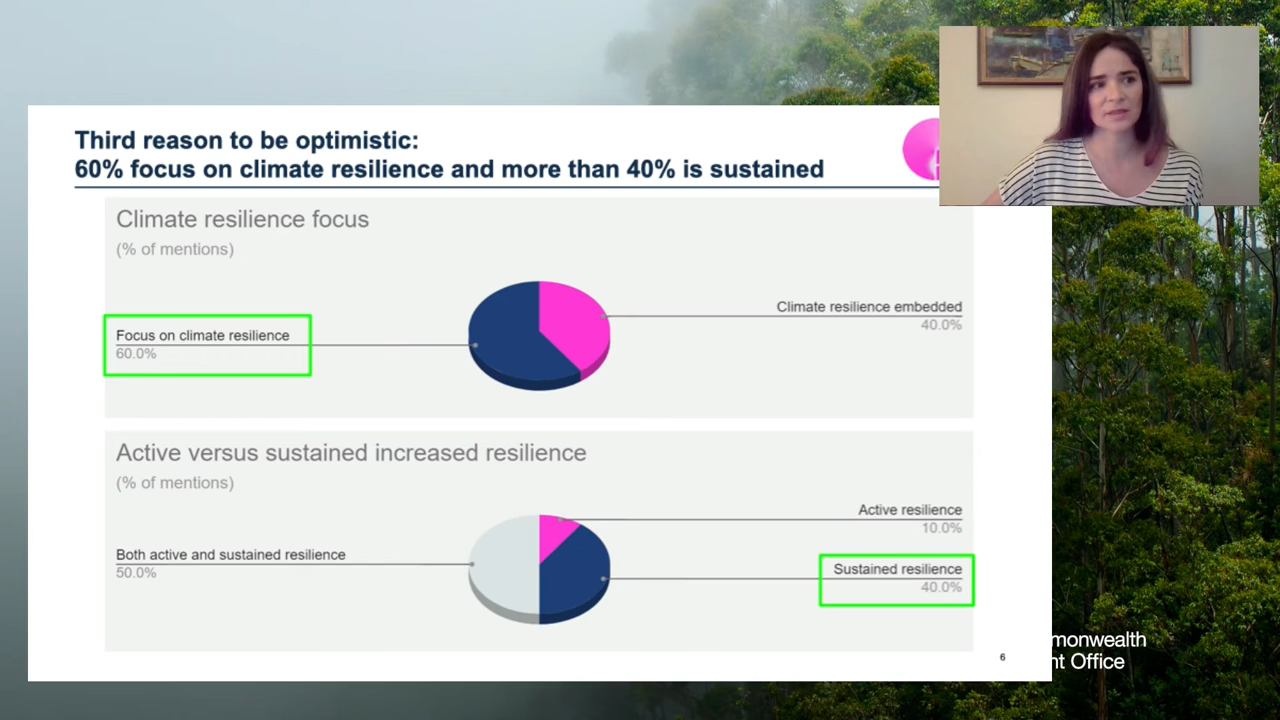 Third reason to be optimistic:
60% focus on climate resilience and more than 40% is sustained
Climate resilience focus
(% of mentions)
Climate resilience embedded
40.0%
Focus on climate resilience
60.0%
Active versus sustained increased resilience
(% of mentions)
Active resilience
10.0%
Both active and sustained resilience
50.0%
Sustained resilience
40.0%
6
monwealth
nt Office